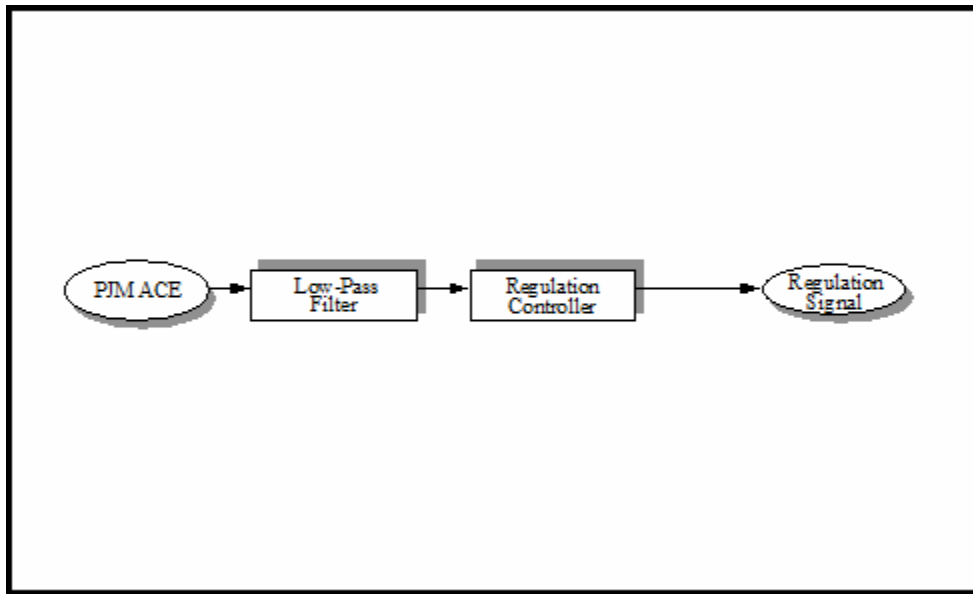 PJM ACE
Low-Pass
Filter
Regulation
Controller
Regulation
Signal